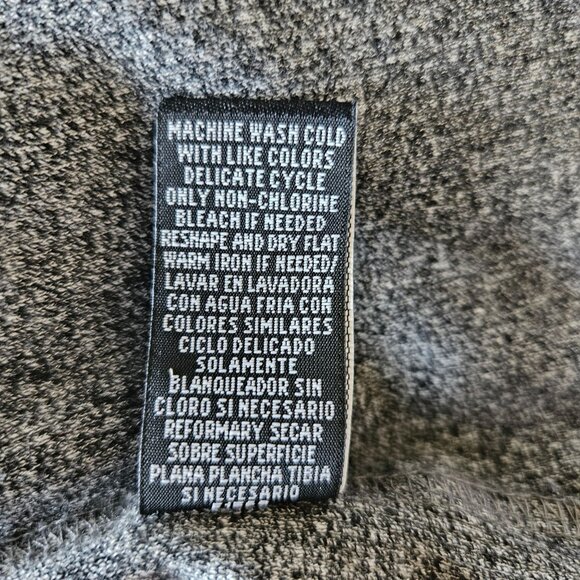 MACHINE WASH COLD
WITH LIKE COLORS
DELICATE CYCLE
ONLY NON-CHLORINE
BLEACH IF NEEDED
RESHAPE AND DRY FLAT
WARM IRON IF NEEDED/
LAVAR EN LAVADORA
CON AGUA FRIA CON
COLORES SIMILARES
CICLO DELICADO
SOLAMENTE
BLANQUEADOR SIN
CLORO SI NECESARIO
REFORMARY SECAR
SOBRE SUPERFICIE
PLANA PLANCHA TIBIA
SI NECESARIO